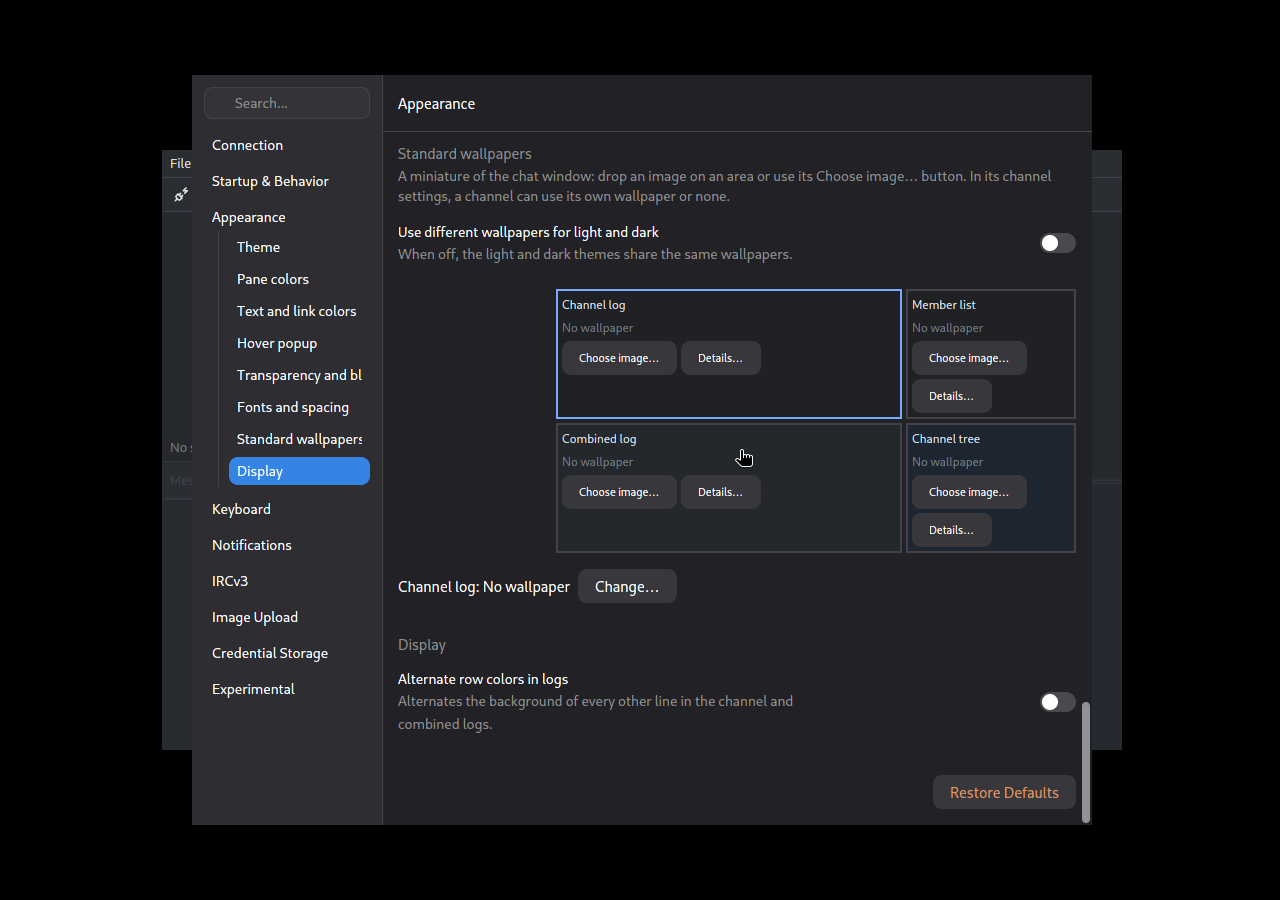 Search...
Connection
Startup & Behavior
Appearance
Theme
Pane colors
Text and link colors
Hover popup
Transparency and bl
Fonts and spacing
Standard wallpapers
Display
Keyboard
Notifications
IRCv3
Image Upload
Credential Storage
Experimental
File
No s
Mes
Appearance
Standard wallpapers
A miniature of the chat window: drop an image on an area or use its Choose image... button. In its channel
settings, a channel can use its own wallpaper or none.
Use different wallpapers for light and dark
When off, the light and dark themes share the same wallpapers.
Channel log
No wallpaper
Choose image... Details...
Member list
No wallpaper
Choose image...
Details...
Combined log
No wallpaper
Choose image... Details...
Channel tree
No wallpaper
Choose image...
Details...
Channel log: No wallpaper Change...
Display
Alternate row colors in logs
Alternates the background of every other line in the channel and
combined logs.
Restore Defaults